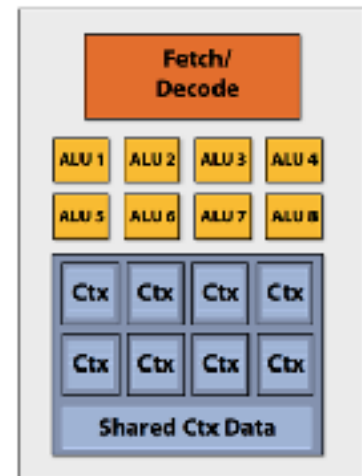 Fetch/
Decode
ALU 1 ALU 2 ALU 3 ALU 4
ALU 5 ALU 6 ALU 7 ALU 8
Ctx Ctx Ctx Ctx
Ctx Ctx Ctx Ctx
Shared Ctx Data